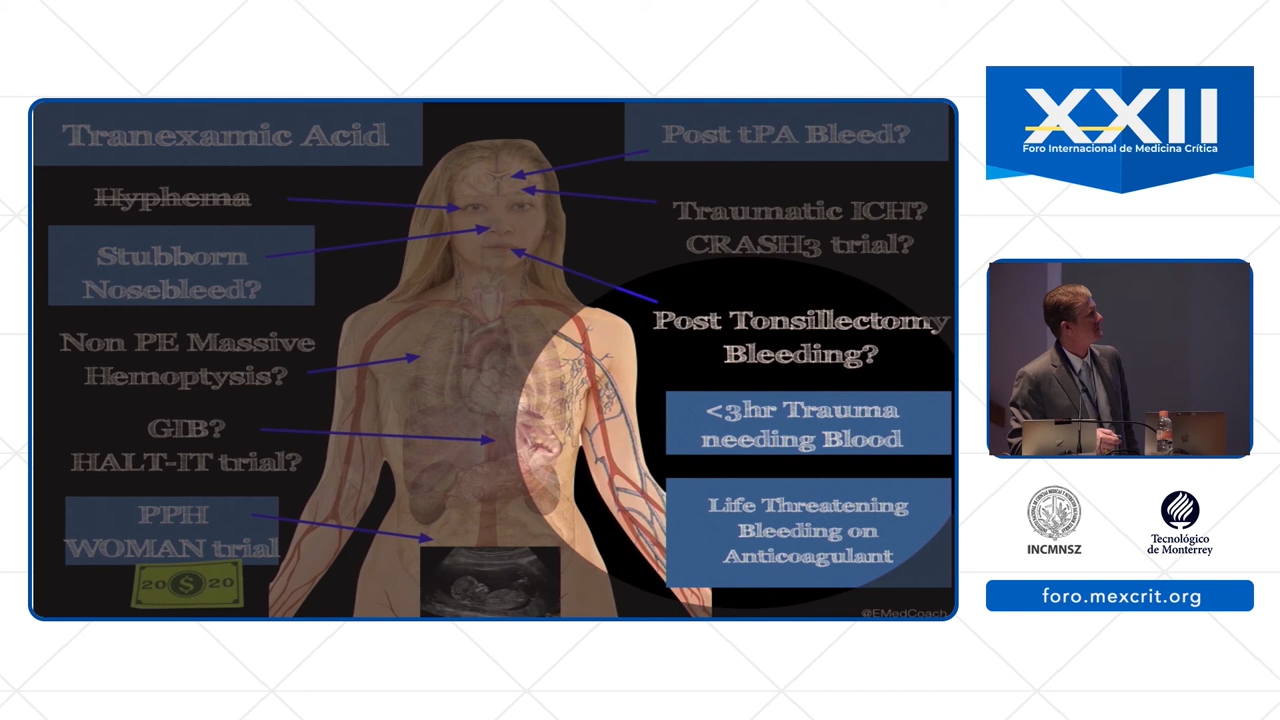 Tranexamic Acid
Hyphema
Stubborn
Nosebleed?
Non PE Massive
Hemoptysis?
GIB?
HALT-IT trial?
PPH
WOMAN trial
20 $ 20
Post tPA Bleed?
Traumatic ICH?
CRASH3 trial?
Post Tonsillectomy
Bleeding?
<3hr Trauma
needing Blood
Life Threatening
Bleeding on
Anticoagulant
@EMedCoach
XXII
Foro Internacional de Medicina Crítica
INCMNSZ
Tecnológico
de Monterrey
foro.mexcrit.org